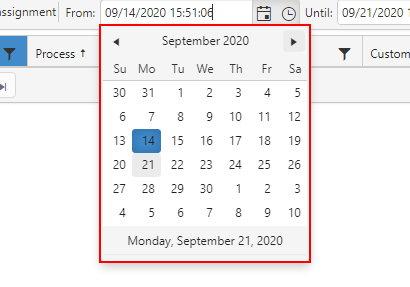 assignment From: 09/14/2020 15:51:06 Until: 09/21/2020 1
Process ↑ Custom
September 2020
Su Mo Tu We Th Fr Sa
30 31 1 2 3 4 5
6 7 8 9 10 11 12
13 14 15 16 17 18 19
20 21 22 23 24 25 26
27 28 29 30 1 2 3
4 5 6 7 8 9 10
Monday, September 21, 2020